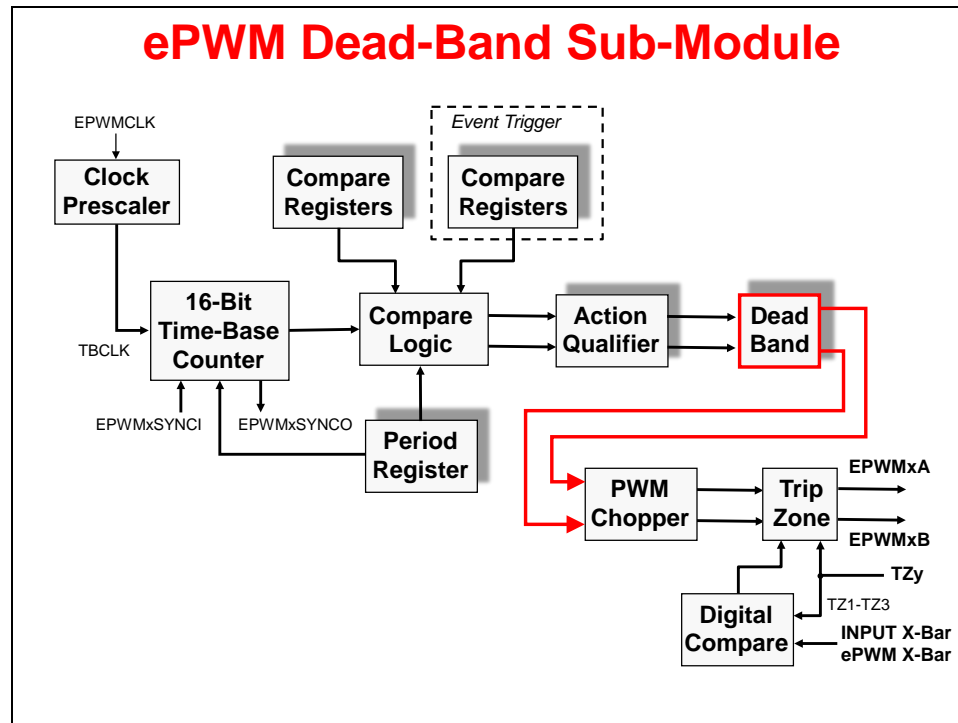 ePWM Dead-Band Sub-Module
EPWMCLK
Clock
Prescaler
Compare
Registers
Event Trigger
Compare
Registers
TBCLK
16-Bit
Time-Base
Counter
Compare
Logic
Action
Qualifier
Dead
Band
EPWMxSYNCI
EPWMxSYNCO
Period
Register
PWM
Chopper
Trip
Zone
EPWMxA
EPWMxB
TZy
TZ1-TZ3
Digital
Compare
INPUT X-Bar
ePWM X-Bar